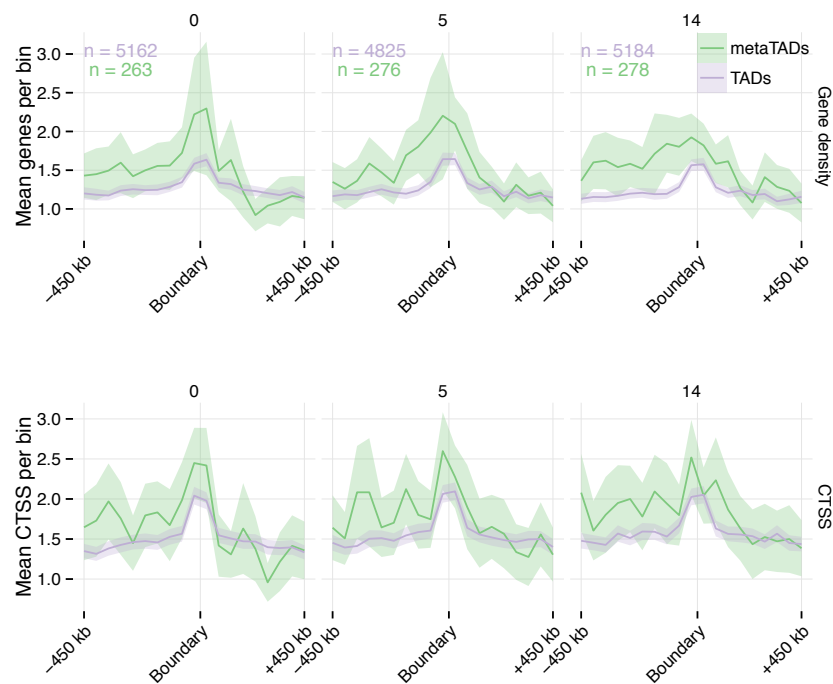 0 5 14
n = 5162 n = 4825 n = 5184
n = 263 n = 276 n = 278
metaTADs
TADs
Mean genes per bin
3.0
2.5
2.0
1.5
1.0
Gene density
−450 kb Boundary +450 kb −450 kb Boundary +450 kb −450 kb Boundary +450 kb
0 5 14
Mean CTSS per bin
3.0
2.5
2.0
1.5
1.0
CTSS
−450 kb Boundary +450 kb −450 kb Boundary +450 kb −450 kb Boundary +450 kb